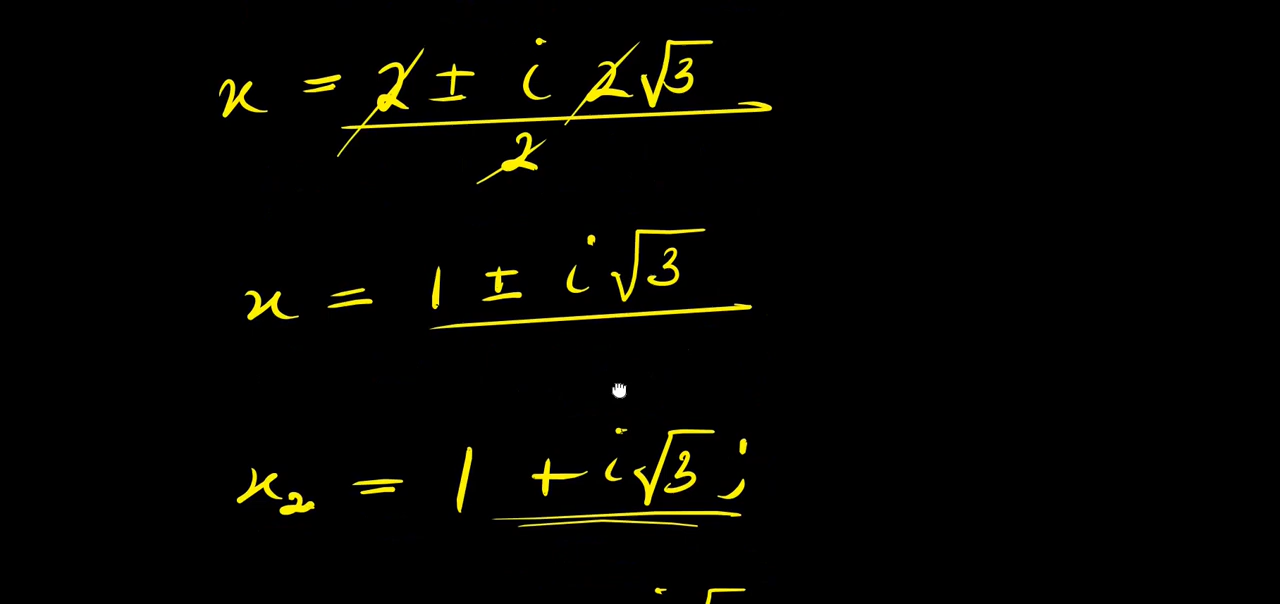 x = 2 ± i 2√3
2
x = 1 ± i√3
x₂ = 1 + i√3 ;
i√